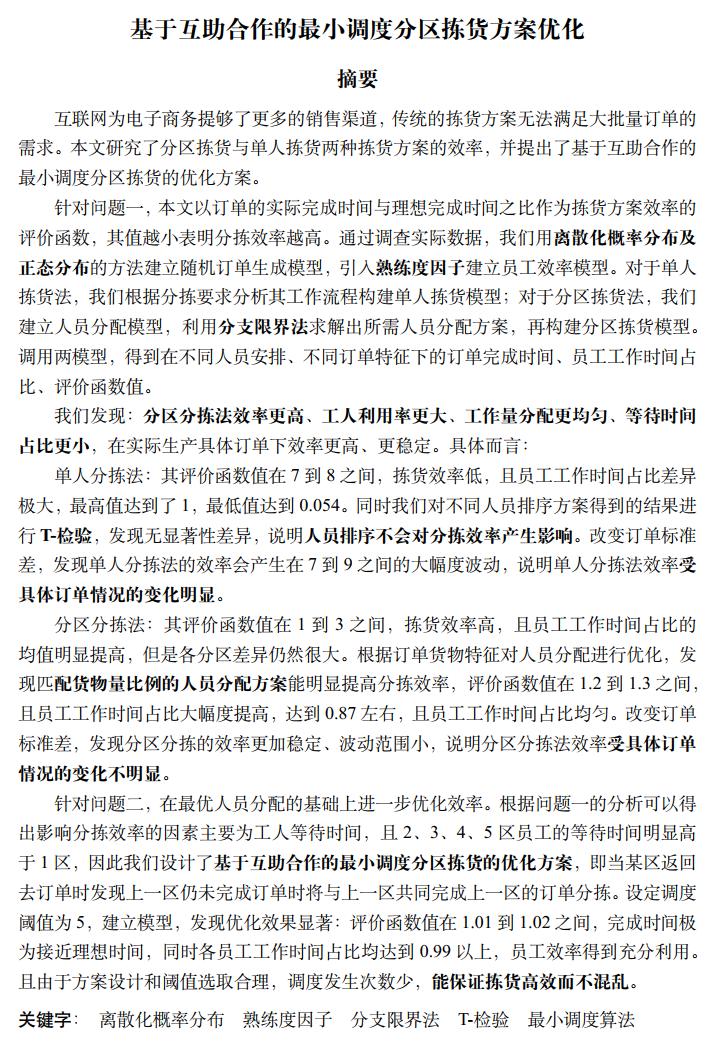 基于互助合作的最小调度分区拣货方案优化
摘要
互联网为电子商务提够了更多的销售渠道，传统的拣货方案无法满足大批量订单的
需求。本文研究了分区拣货与单人拣货两种拣货方案的效率，并提出了基于互助合作的
最小调度分区拣货的优化方案。
针对问题一，本文以订单的实际完成时间与理想完成时间之比作为拣货方案效率的
评价函数，其值越小表明分拣效率越高。通过调查实际数据，我们用离散化概率分布及
正态分布的方法建立随机订单生成模型，引入熟练度因子建立员工效率模型。对于单人
拣货法，我们根据分拣要求分析其工作流程构建单人拣货模型；对于分区拣货法，我们
建立人员分配模型，利用分支限界法求解出所需人员分配方案，再构建分区拣货模型。
调用两模型，得到在不同人员安排、不同订单特征下的订单完成时间、员工工作时间占
比、评价函数值。
我们发现：分区分拣法效率更高、工人利用率更大、工作量分配更均匀、等待时间
占比更小，在实际生产具体订单下效率更高、更稳定。具体而言：
单人分拣法：其评价函数值在 7 到 8 之间，拣货效率低，且员工工作时间占比差异
极大，最高值达到了 1，最低值达到 0.054。同时我们对不同人员排序方案得到的结果进
行 T-检验，发现无显著性差异，说明人员排序不会对分拣效率产生影响。改变订单标准
差，发现单人分拣法的效率会产生在 7 到 9 之间的大幅度波动，说明单人分拣法效率受
具体订单情况的变化明显。
分区分拣法：其评价函数值在 1 到 3 之间，拣货效率高，且员工工作时间占比的
均值明显提高，但是各分区差异仍然很大。根据订单货物特征对人员分配进行优化，发
现匹配货物量比例的人员分配方案能明显提高分拣效率，评价函数值在 1.2 到 1.3 之间，
且员工工作时间占比大幅度提高，达到 0.87 左右，且员工工作时间占比均匀。改变订单
标准差，发现分区分拣的效率更加稳定、波动范围小，说明分区分拣法效率受具体订单
情况的变化不明显。
针对问题二，在最优人员分配的基础上进一步优化效率。根据问题一的分析可以得
出影响分拣效率的因素主要为工人等待时间，且 2、3、4、5 区员工的等待时间明显高
于 1 区，因此我们设计了基于互助合作的最小调度分区拣货的优化方案，即当某区返回
去订单时发现上一区仍未完成订单时将与上一区共同完成上一区的订单分拣。设定调度
阈值为 5，建立模型，发现优化效果显著：评价函数值在 1.01 到 1.02 之间，完成时间极
为接近理想时间，同时各员工工作时间占比均达到 0.99 以上，员工效率得到充分利用。
且由于方案设计和阈值选取合理，调度发生次数少，能保证拣货高效而不混乱。
关键字： 离散化概率分布 熟练度因子 分支限界法 T-检验 最小调度算法